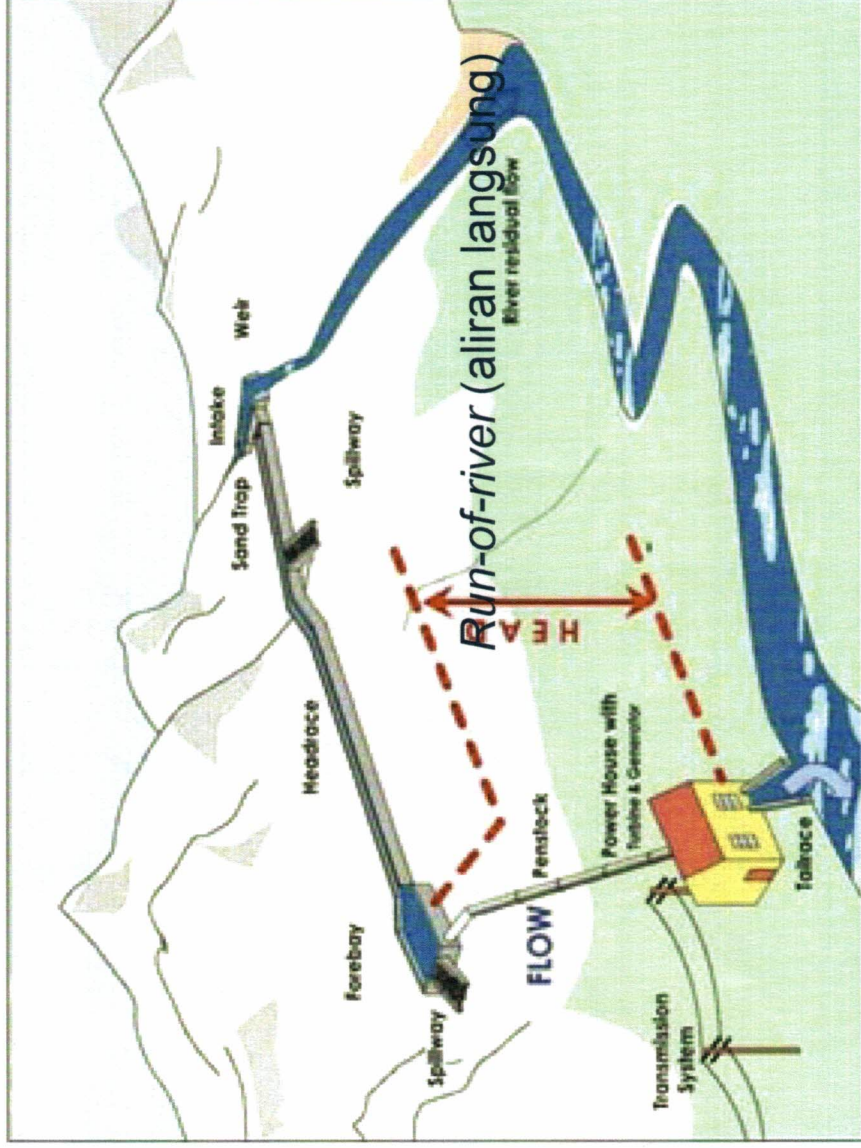 Weir
Intake
Sand Trap
Spillway
Headrace
Forebay
Spillway
Penstock
FLOW
HEAD
Run-of-river (aliran langsung)
River residual flow
Power House with
Turbine & Generator
Tailrace
Transmission
System